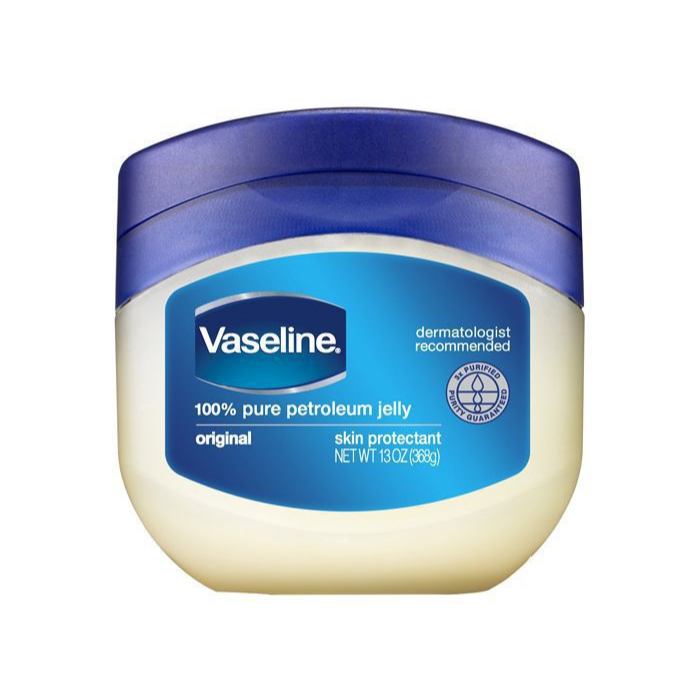 Vaseline.
dermatologist
recommended
3x PURIFIED
PURITY GUARANTEED
100% pure petroleum jelly
original
skin protectant
NET WT 13 OZ (368g)